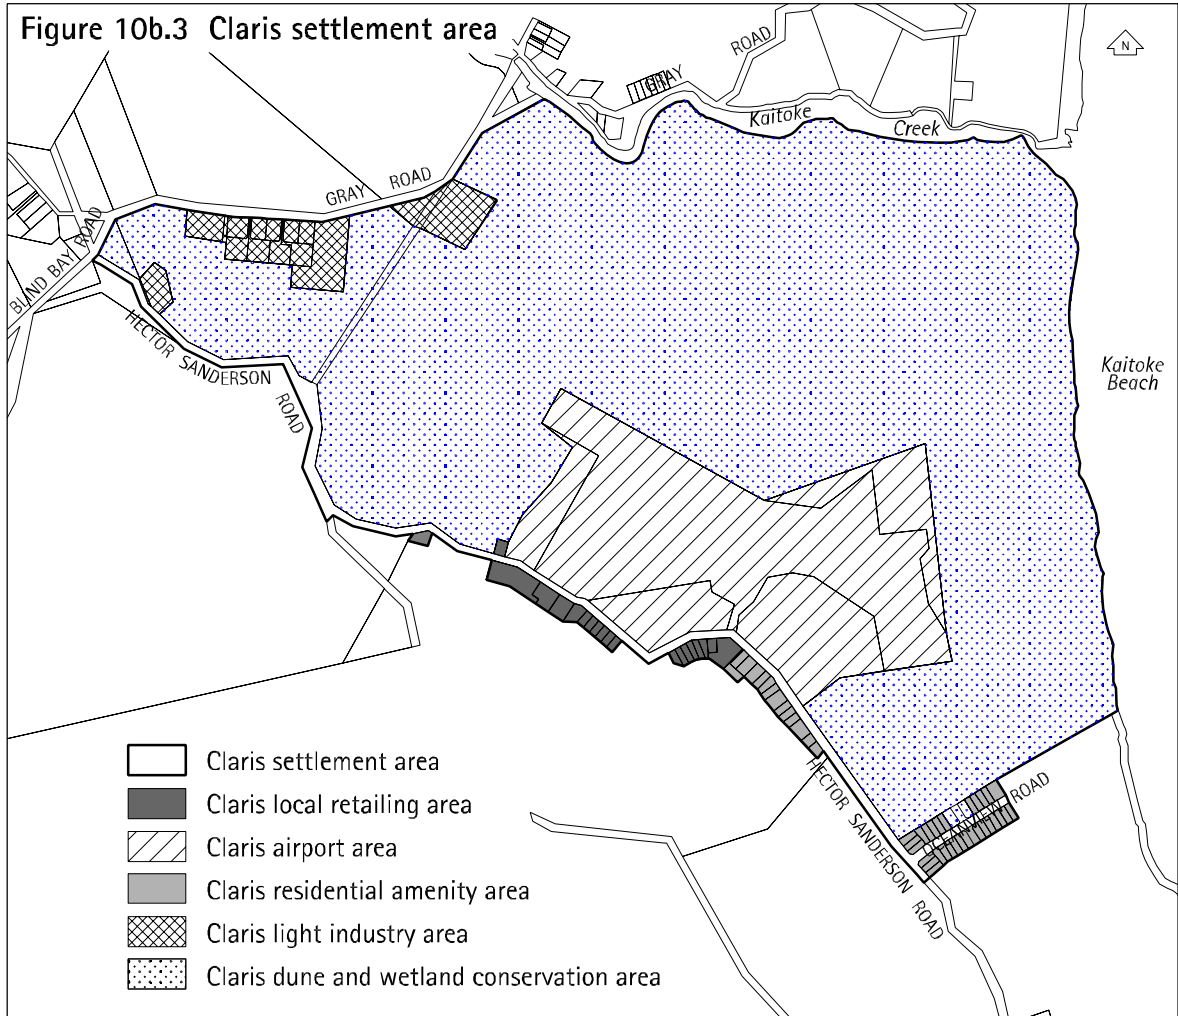 Figure 10b.3 Claris settlement area
ROAD
N
GRAY
Kaitoke
Creek
GRAY ROAD
BLIND BAY ROAD
HECTOR SANDERSON
ROAD
Kaitoke
Beach
Claris settlement area
Claris local retailing area
Claris airport area
Claris residential amenity area
Claris light industry area
Claris dune and wetland conservation area
OCEANVIEW ROAD
HECTOR SANDERSON ROAD